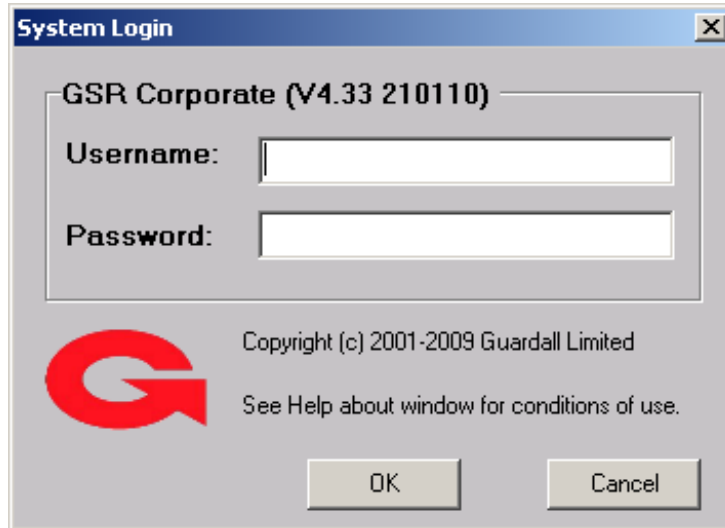 System Login
GSR Corporate (V4.33 210110)
Username:
Password:
Copyright (c) 2001-2009 Guardall Limited
See Help about window for conditions of use.
OK Cancel